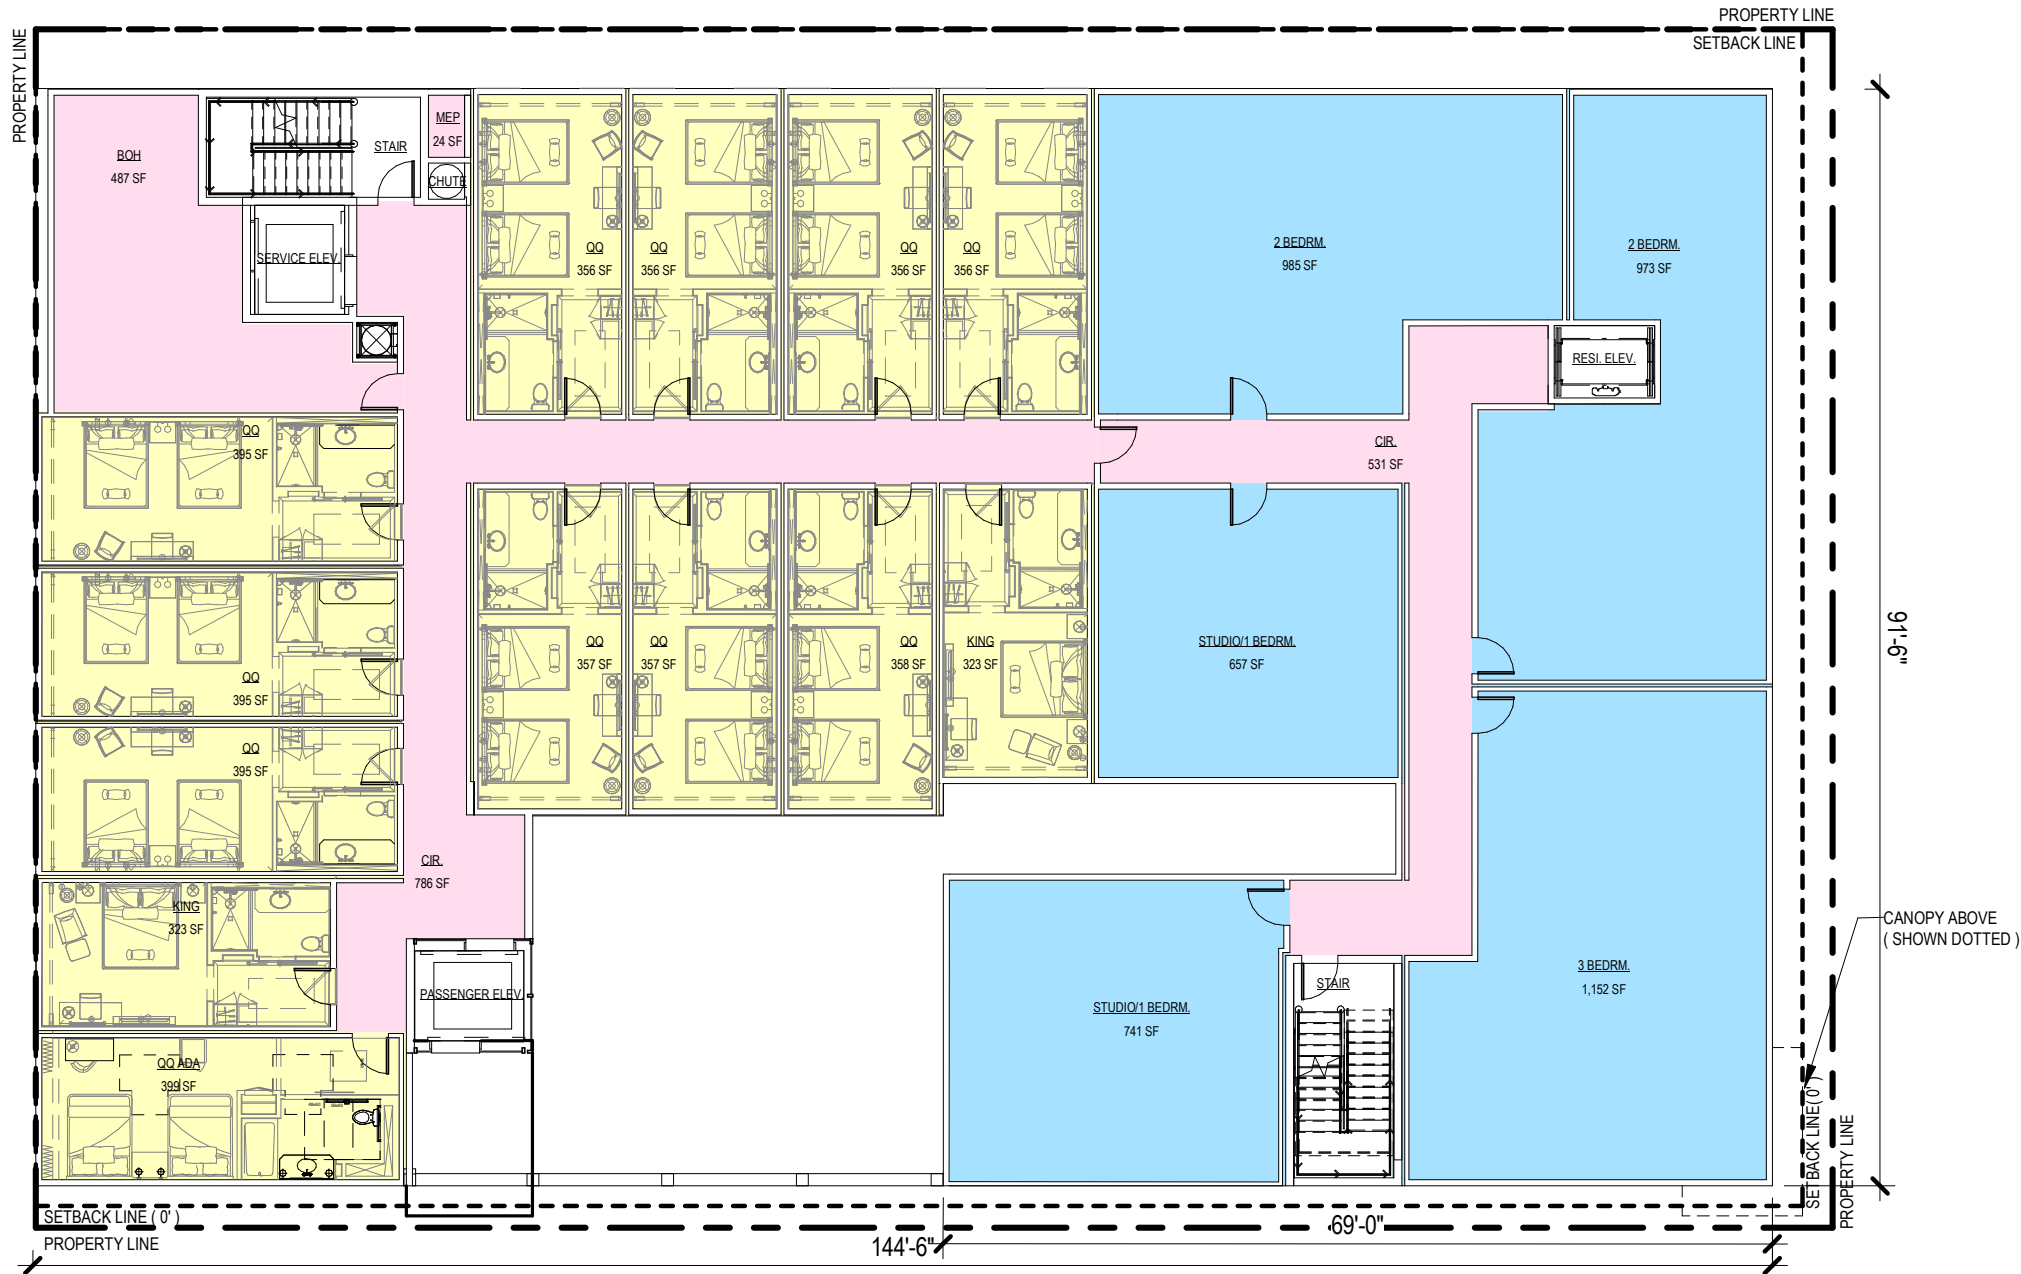 PROPERTY LINE
SETBACK LINE
PROPERTY LINE
BOH
487 SF
STAIR
MEP
24 SF
CHUTE
SERVICE ELEV.
QQ
356 SF
QQ
356 SF
QQ
356 SF
QQ
356 SF
2 BEDRM.
985 SF
2 BEDRM.
973 SF
RESI. ELEV.
QQ
395 SF
CIR.
531 SF
QQ
395 SF
QQ
357 SF
QQ
357 SF
QQ
358 SF
KING
323 SF
STUDIO/1 BEDRM.
657 SF
91'-6"
QQ
395 SF
CIR.
786 SF
KING
323 SF
PASSENGER ELEV.
CANOPY ABOVE
( SHOWN DOTTED )
STAIR
3 BEDRM.
1,152 SF
STUDIO/1 BEDRM.
741 SF
QQ ADA
399 SF
SETBACK LINE( 0' )
PROPERTY LINE
SETBACK LINE ( 0' )
PROPERTY LINE
69'-0"
144'-6"